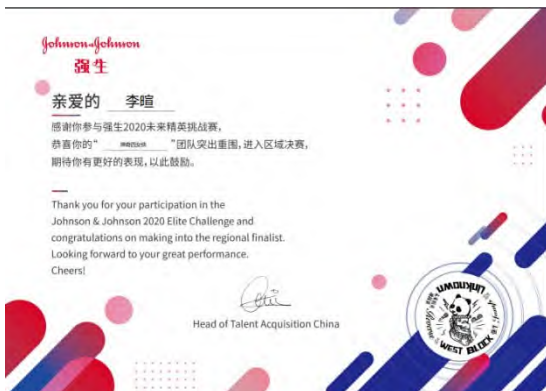 Johnson & Johnson
强生
亲爱的 李暄
感谢你参与强生2020未来精英挑战赛，
恭喜你的“ ”团队突出重围，进入区域决赛，
期待你有更好的表现，以此鼓励。
Thank you for your participation in the
Johnson & Johnson 2020 Elite Challenge and
congratulations on making into the regional finalist.
Looking forward to your great performance.
Cheers!
Head of Talent Acquisition China
UNKNOWN
WEST BLOCK